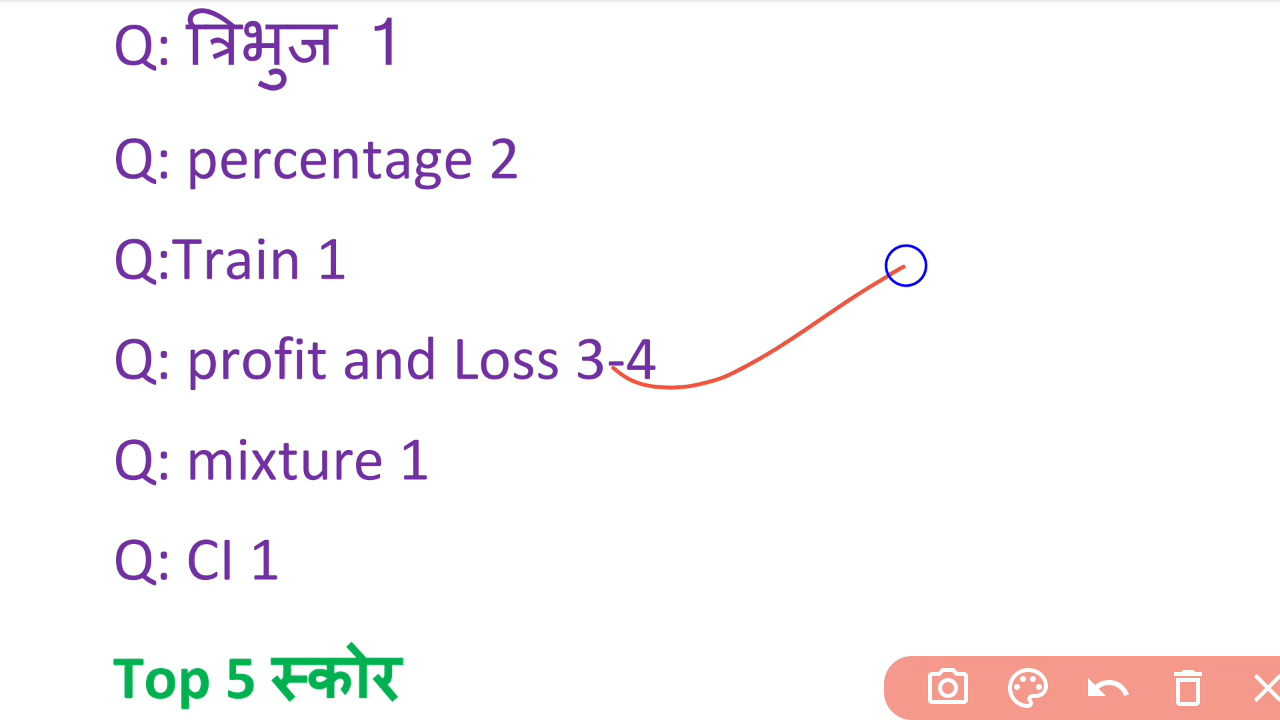 Q: त्रिभुज 1
Q: percentage 2
Q:Train 1
Q: profit and Loss 3-4
Q: mixture 1
Q: CI 1
Top 5 स्कोर